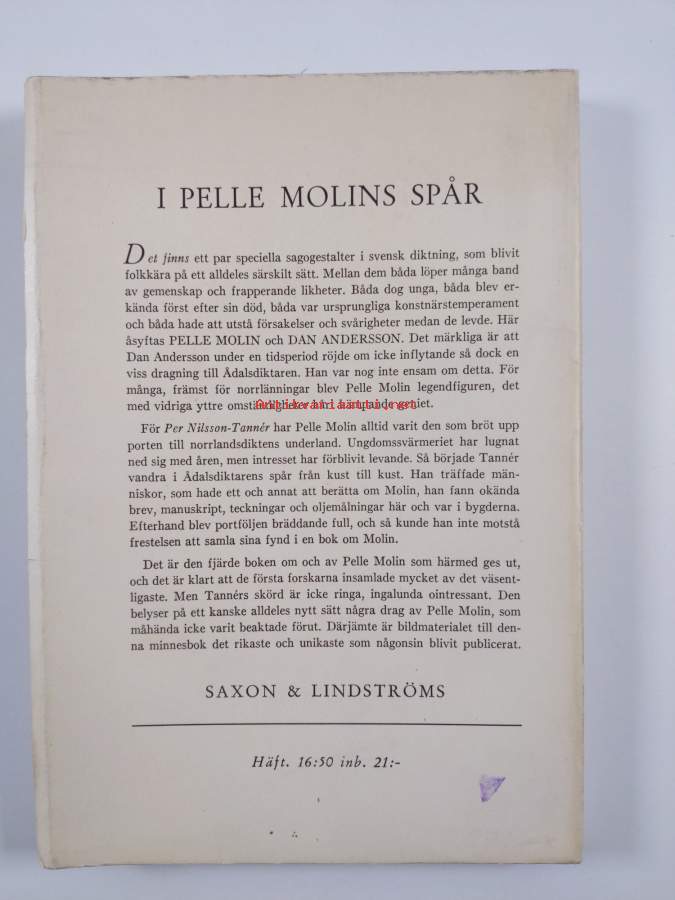 I PELLE MOLINS SPÅR
Det finns ett par speciella sagogestalter i svensk diktning, som blivit
folkkära på ett alldeles särskilt sätt. Mellan dem båda löper många band
av gemenskap och frapperande likheter. Båda dog unga, båda blev er-
kända först efter sin död, båda var ursprungliga konstnärstemperament
och båda hade att utstå försakelser och svårigheter medan de levde. Här
åsyftas PELLE MOLIN och DAN ANDERSSON. Det märkliga är att
Dan Andersson under en tidsperiod röjde om icke inflytande så dock en
viss dragning till Ådalsdiktaren. Han var nog inte ensam om detta. För
många, främst för norrlänningar blev Pelle Molin legendfiguren, det
med vidriga yttre omständigheter hårt kämpande geniet.
För Per Nilsson-Tannér har Pelle Molin alltid varit den som bröt upp
porten till norrlandsdiktens underland. Ungdomssvärmeriet har lugnat
ned sig med åren, men intresset har förblivit levande. Så började Tannér
vandra i Ådalsdiktarens spår från kust till kust. Han träffade män-
niskor, som hade ett och annat att berätta om Molin, han fann okända
brev, manuskript, teckningar och oljemålningar här och var i bygderna.
Efterhand blev portföljen bräddande full, och så kunde han inte motstå
frestelsen att samla sina fynd i en bok om Molin.
Det är den fjärde boken om och av Pelle Molin som härmed ges ut,
och det är klart att de första forskarna insamlade mycket av det väsent-
ligaste. Men Tannérs skörd är icke ringa, ingalunda ointressant. Den
belyser på ett kanske alldeles nytt sätt några drag av Pelle Molin, som
måhända icke varit beaktade förut. Därjämte är bildmaterialet till den-
na minnesbok det rikaste och unikaste som någonsin blivit publicerat.
SAXON & LINDSTRÖMS
Häft. 16:50 inb. 21:-